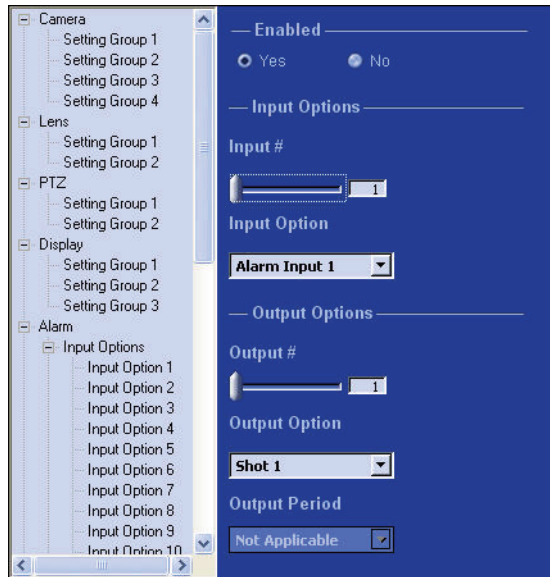 Camera
Setting Group 1
Setting Group 2
Setting Group 3
Setting Group 4
Lens
Setting Group 1
Setting Group 2
PTZ
Setting Group 1
Setting Group 2
Display
Setting Group 1
Setting Group 2
Setting Group 3
Alarm
Input Options
Input Option 1
Input Option 2
Input Option 3
Input Option 4
Input Option 5
Input Option 6
Input Option 7
Input Option 8
Input Option 9
Input Option 10
Enabled
Yes No
Input Options
Input #
1
Input Option
Alarm Input 1
Output Options
Output #
1
Output Option
Shot 1
Output Period
Not Applicable